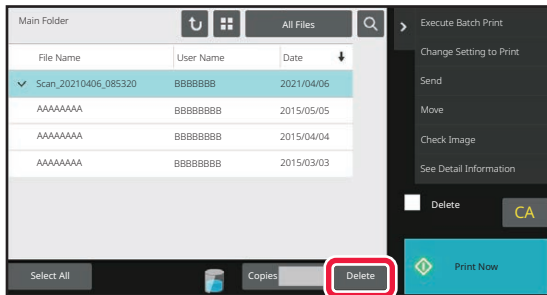 Main Folder
All Files
File Name User Name Date
Scan_20210406_085320 BBBBBBB 2021/04/06
AAAAAAAA BBBBBBBB 2015/05/05
AAAAAAAA BBBBBBBB 2015/04/04
AAAAAAAA BBBBBBBB 2015/03/03
Select All
Copies
Delete
Execute Batch Print
Change Setting to Print
Send
Move
Check Image
See Detail Information
Delete
CA
Print Now